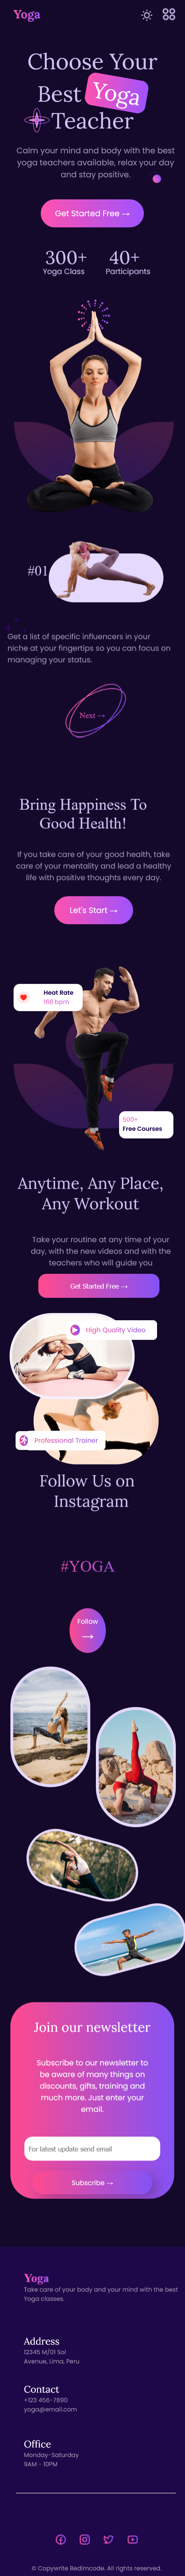 Yoga
Choose Your
Best Yoga
Teacher
Calm your mind and body with the best
yoga teachers available, relax your day
and stay positive.
Get Started Free →
300+ 40+
Yoga Class Participants
#01
Get a list of specific influencers in your
niche at your fingertips so you can focus on
managing your status.
Next →
Bring Happiness To
Good Health!
If you take care of your good health, take
care of your mentality and lead a healthy
life with positive thoughts every day.
Let's Start →
Heat Rate
168 bpm
500+
Free Courses
Anytime, Any Place,
Any Workout
Take your routine at any time of your
day, with the new videos and with the
teachers who will guide you
Get Started Free →
High Quality Video
Professional Trainer
Follow Us on
Instagram
#YOGA
Follow
→
Join our newsletter
Subscribe to our newsletter to
be aware of many things on
discounts, gifts, training and
much more. Just enter your
email.
For latest update send email
Subscribe →
Yoga
Take care of your body and your mind with the best
Yoga classes.
Address
12345 M/01 Sol
Avenue, Lima, Peru
Contact
+123 456-7890
yoga@email.com
Office
Monday-Saturday
9AM - 10PM
© Copywrite Bedimcode. All rights reserved.